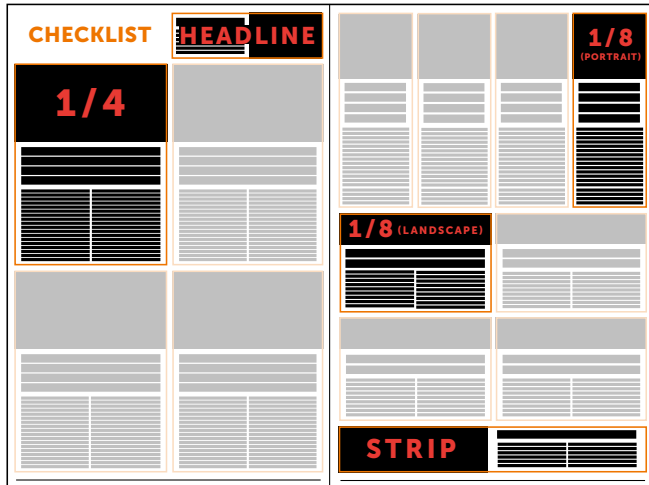 CHECKLIST
HEADLINE
1/4
1/8
(PORTRAIT)
1/8 (LANDSCAPE)
STRIP